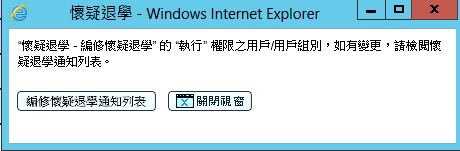 懷疑退學 - Windows Internet Explorer
“懷疑退學 - 編修懷疑退學” 的 “執行” 權限之用戶/用戶組別，如有變更，請檢閱懷
疑退學通知列表。
編修懷疑退學通知列表 關閉視窗